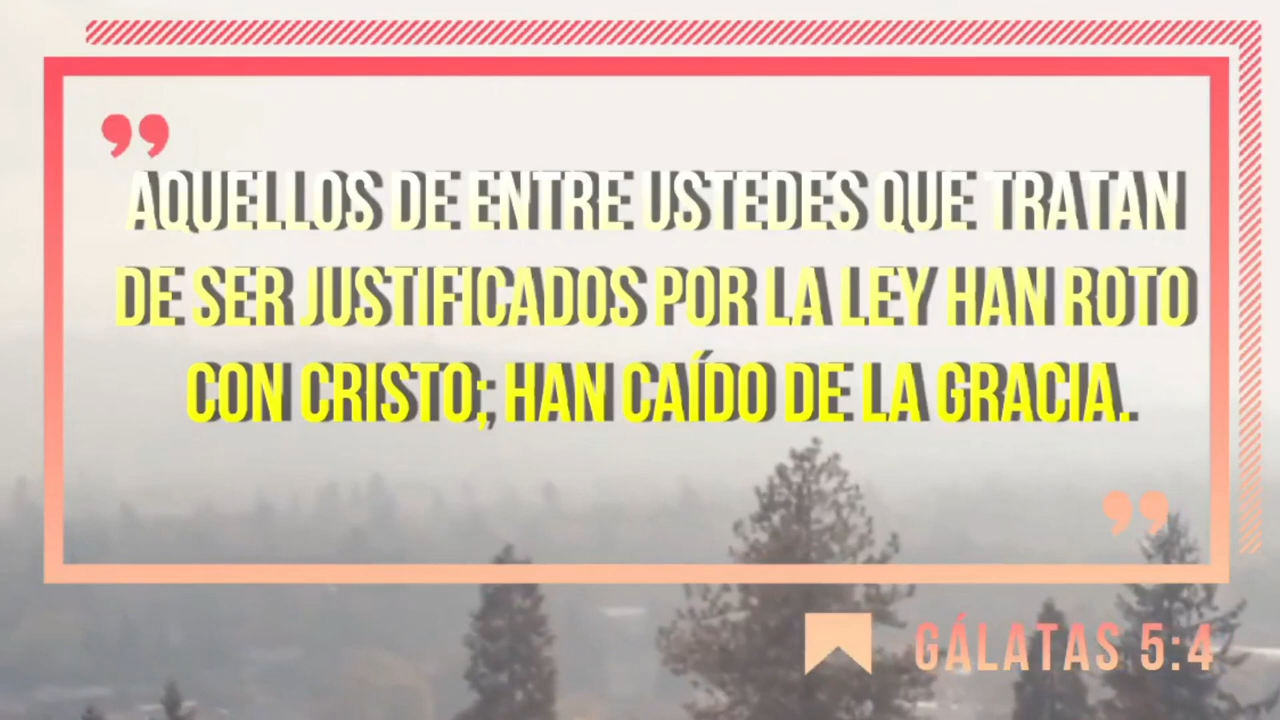 AQUELLOS DE ENTRE USTEDES QUE TRATAN
DE SER JUSTIFICADOS POR LA LEY HAN ROTO
CON CRISTO; HAN CAÍDO DE LA GRACIA.
GÁLATAS 5:4